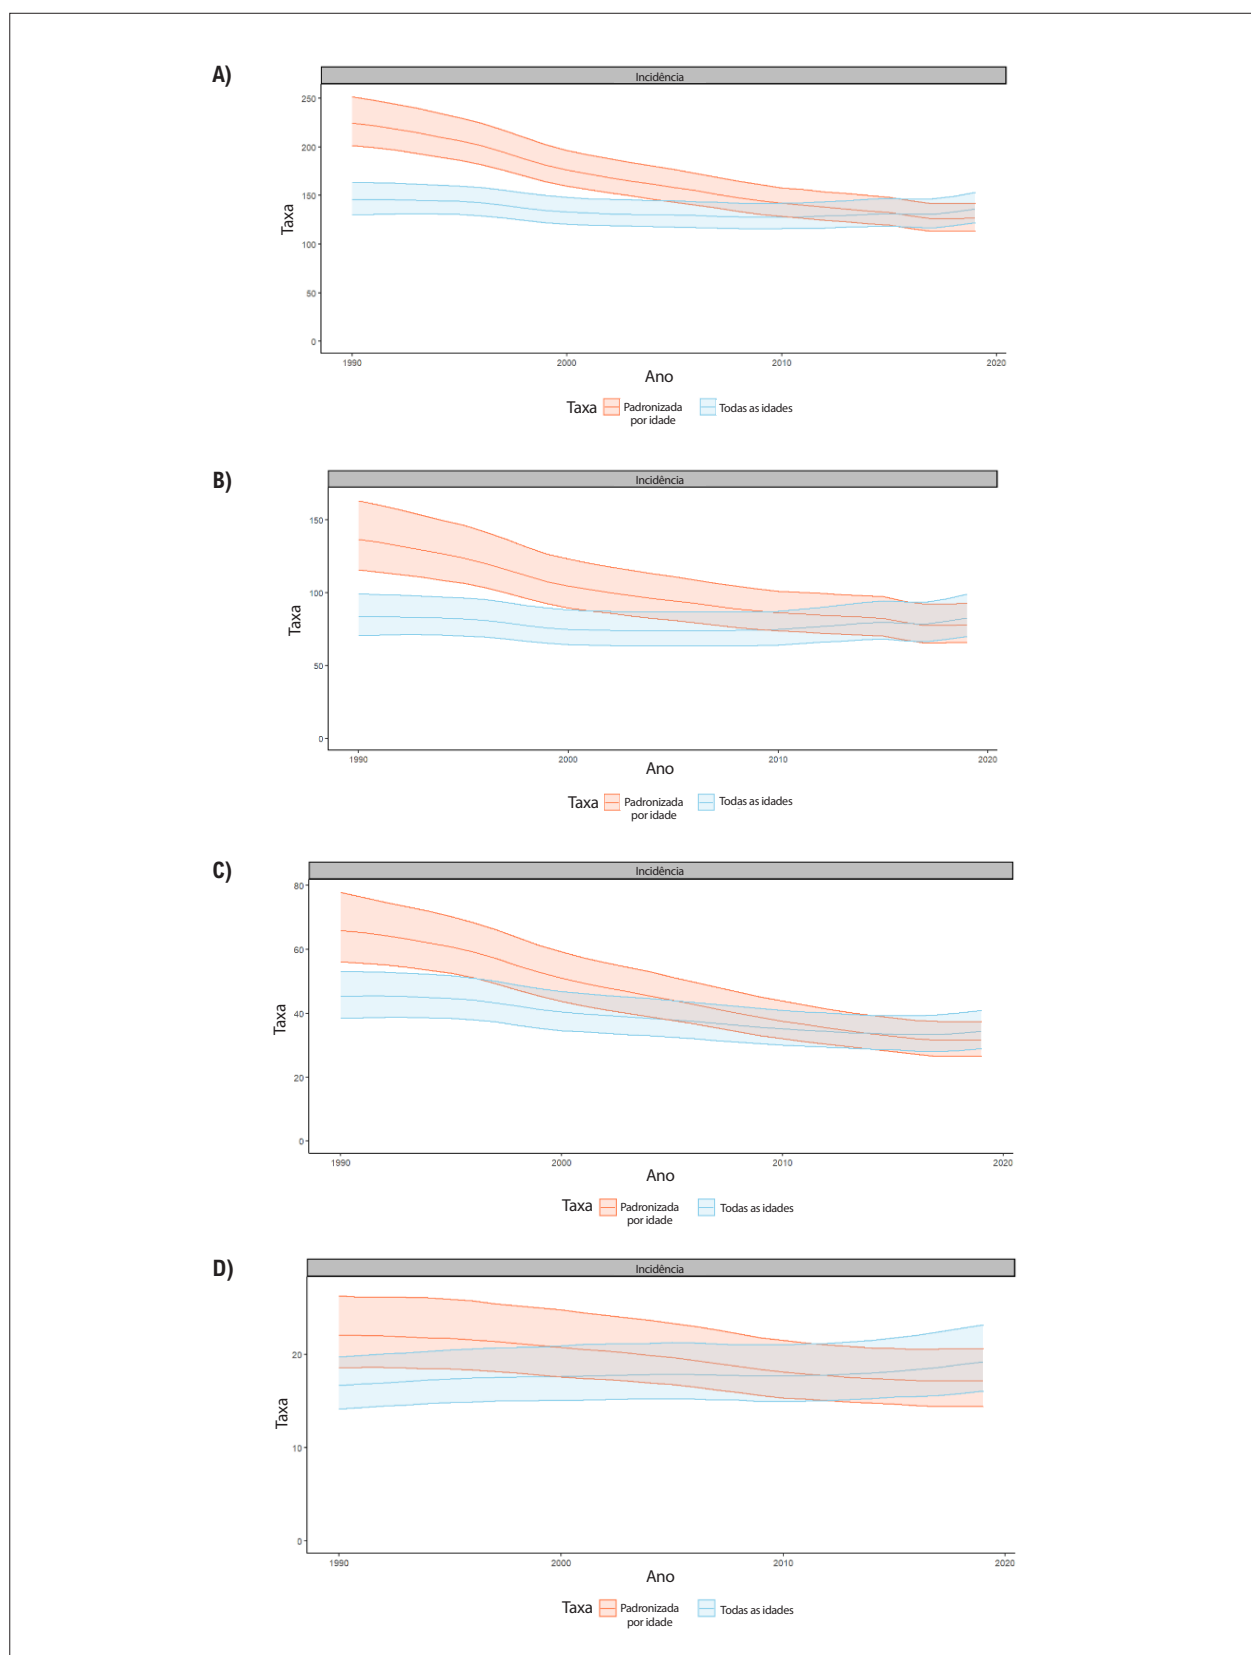 A)
Incidência
250
200
150
100
50
0
Taxa
1990
2000
2010
2020
Ano
Taxa
Padronizada
por idade
Todas as idades
B)
Incidência
150
100
50
0
Taxa
1990
2000
2010
2020
Ano
Taxa
Padronizada
por idade
Todas as idades
C)
Incidência
80
60
40
20
0
Taxa
1990
2000
2010
2020
Ano
Taxa
Padronizada
por idade
Todas as idades
D)
Incidência
20
10
0
Taxa
1990
2000
2010
2020
Ano
Taxa
Padronizada
por idade
Todas as idades